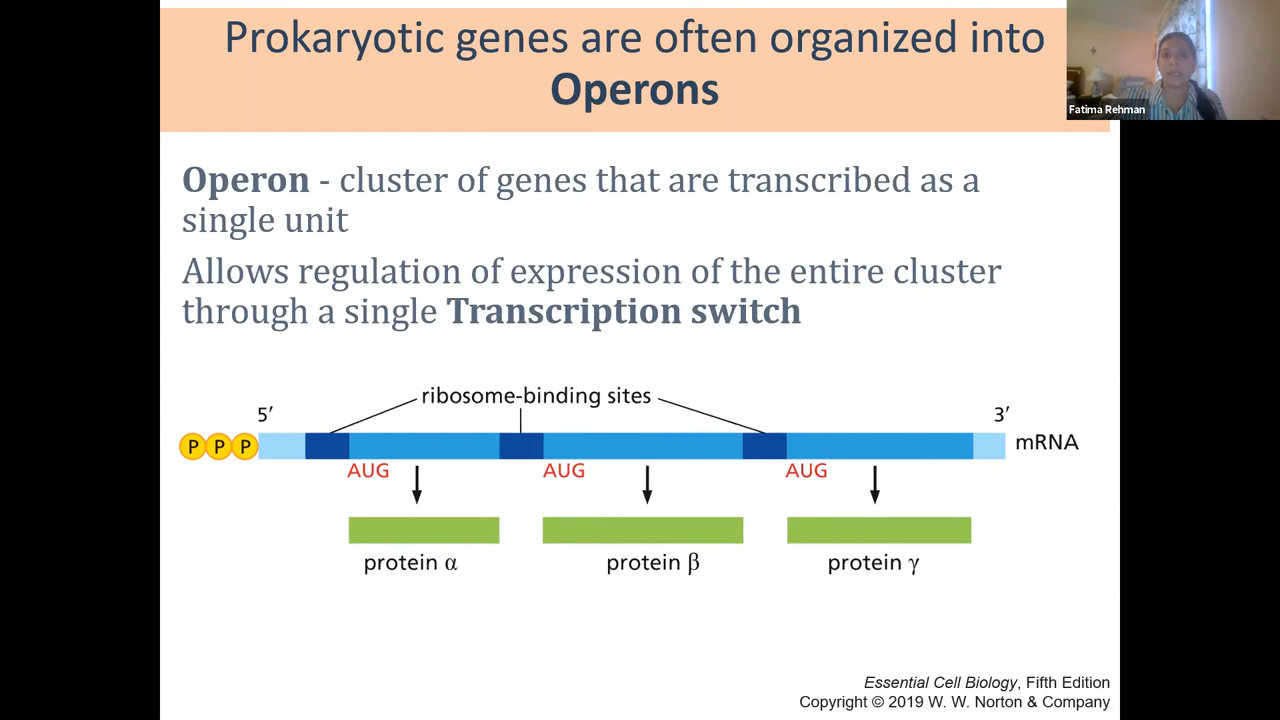 Prokaryotic genes are often organized into
Operons
Fatima Rehman
Operon - cluster of genes that are transcribed as a
single unit
Allows regulation of expression of the entire cluster
through a single Transcription switch
ribosome-binding sites
5′ 3′
P P P mRNA
AUG AUG AUG
protein α protein β protein γ
Essential Cell Biology, Fifth Edition
Copyright © 2019 W. W. Norton & Company